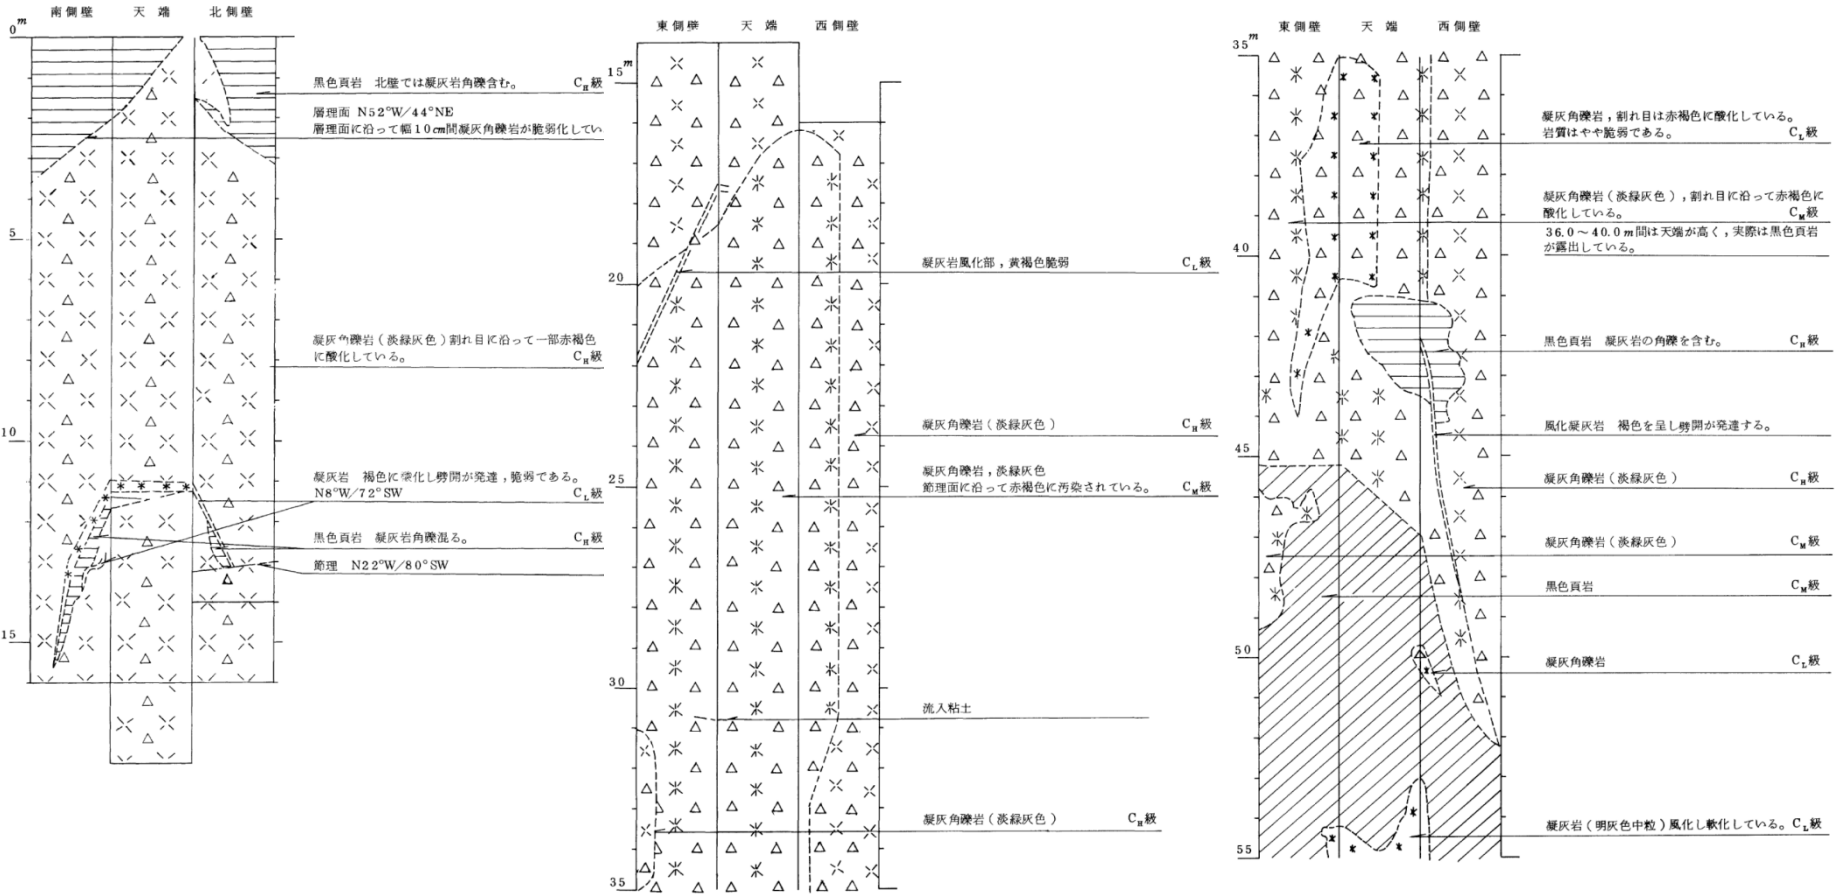 南側壁 天端 北側壁
0m
5
10
15
黒色頁岩 北壁では凝灰岩角礫含む。 CH級
層理面 N52°W/44°NE
層理面に沿って幅10cm間凝灰角礫岩が脆弱化してい
凝灰角礫岩(淡緑灰色)割れ目に沿って一部赤褐色
に酸化している。 CH級
凝灰岩 褐色に 化し劈開が発達,脆弱である。
N8°W/72°SW CL級
黒色頁岩 凝灰岩角礫混る。 CH級
節理 N22°W/80°SW
東側壁 天端 西側壁
15m
20
25
30
35
凝灰岩風化部,黄褐色脆弱 CL級
凝灰角礫岩(淡緑灰色) CH級
凝灰角礫岩,淡緑灰色
節理面に沿って赤褐色に汚染されている。 CM級
流入粘土
凝灰角礫岩(淡緑灰色) CH級
東側壁 天端 西側壁
35m
40
45
50
55
凝灰角礫岩,割れ目は赤褐色に酸化している。
岩質はやや脆弱である。 CL級
凝灰角礫岩(淡緑灰色),割れ目に沿って赤褐色に
酸化している。 CM級
36.0~40.0m間は天端が高く,実際は黒色頁岩
が露出している。
黒色頁岩 凝灰岩の角礫を含む。 CH級
風化凝灰岩 褐色を呈し劈開が発達する。
凝灰角礫岩(淡緑灰色) CH級
凝灰角礫岩(淡緑灰色) CM級
黒色頁岩 CM級
凝灰角礫岩 CL級
凝灰岩(明灰色中粒)風化し軟化している。CL級